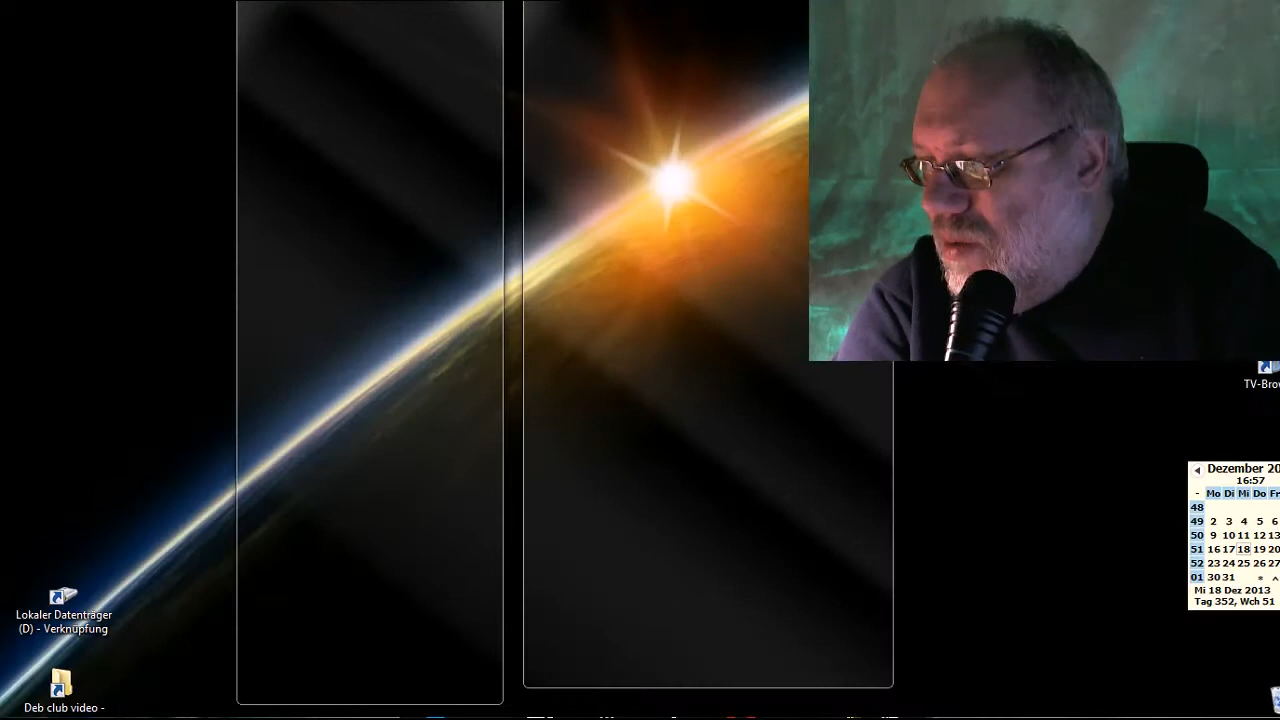 TV-Brow
Dezember 20
16:57
- Mo Di Mi Do Fr
48
49 2 3 4 5 6
50 9 10 11 12 13
51 16 17 18 19 20
52 23 24 25 26 27
01 30 31 * ^
Mi 18 Dez 2013
Tag 352, Wch 51
Lokaler Datenträger
(D) - Verknüpfung
Deb club video -